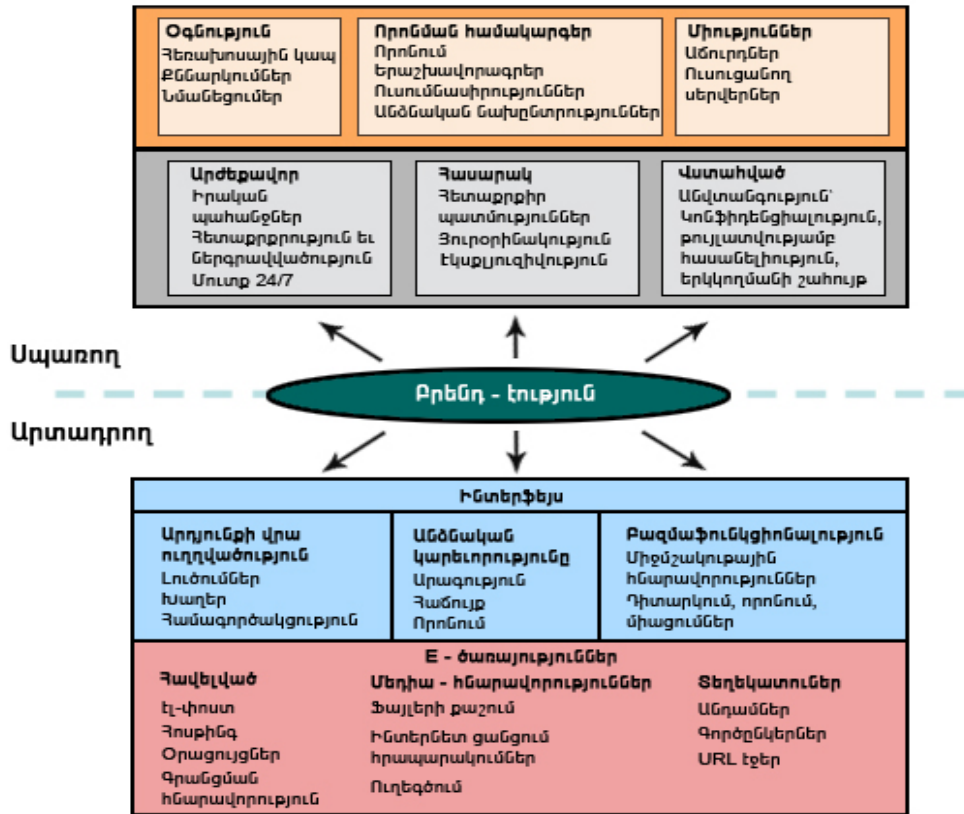 Օգնություն
Հեռախոսային կապ
Քննարկումներ
Նմանեցումեր
Որոնման համակարգեր
Որոնում
Երաշխավորագրեր
Ուսումնասիրություններ
Անձնական նախընտրություններ
Միություններ
Աճուրդներ
Ուսուցանող
սերվերներ
Արժեքավոր
Իրական
պահանջներ
Հետաքրքրություն եւ
ներգրավվածություն
Մուտք 24/7
Հասարակ
Հետաքրքիր
պատմություններ
Յուրօրինակություն
էկսքլյուզիվություն
Վստահված
Անվտանգություն՝
Կոնֆիդենցիալություն,
թույլատվությամբ
հասանելիություն,
երկկողմանի շահույթ
Սպառող
Բրենդ - էություն
Արտադրող
Ինտերֆեյս
Արդյունքի վրա
ուղղվածություն
Լուծումներ
Խաղեր
Համագործակցություն
Անձնական
կարեւորությունը
Արագություն
Հաճույք
Որոնում
Բազմաֆունկցիոնալություն
Միջմշակութային
հնարավորություններ
Դիտարկում, որոնում,
միացումներ
E - ծառայություններ
Հավելված
էլ-փոստ
Հոսթինգ
Օրացույցներ
Գրանցման
հնարավորություն
Մեդիա - հնարավորություններ
Ֆայլերի քաշում
Ինտերնետ ցանցում
հրապարակումներ
Ուղեգծում
Տեղեկատուներ
Անդամներ
Գործընկերներ
URL էջեր